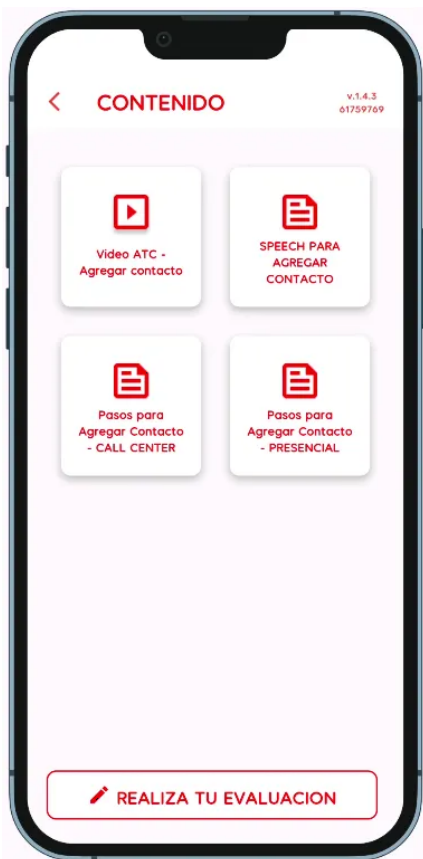 CONTENIDO
v.1.4.3
61759769
Video ATC -
Agregar contacto
SPEECH PARA
AGREGAR
CONTACTO
Pasos para
Agregar Contacto
- CALL CENTER
Pasos para
Agregar Contacto
- PRESENCIAL
REALIZA TU EVALUACION